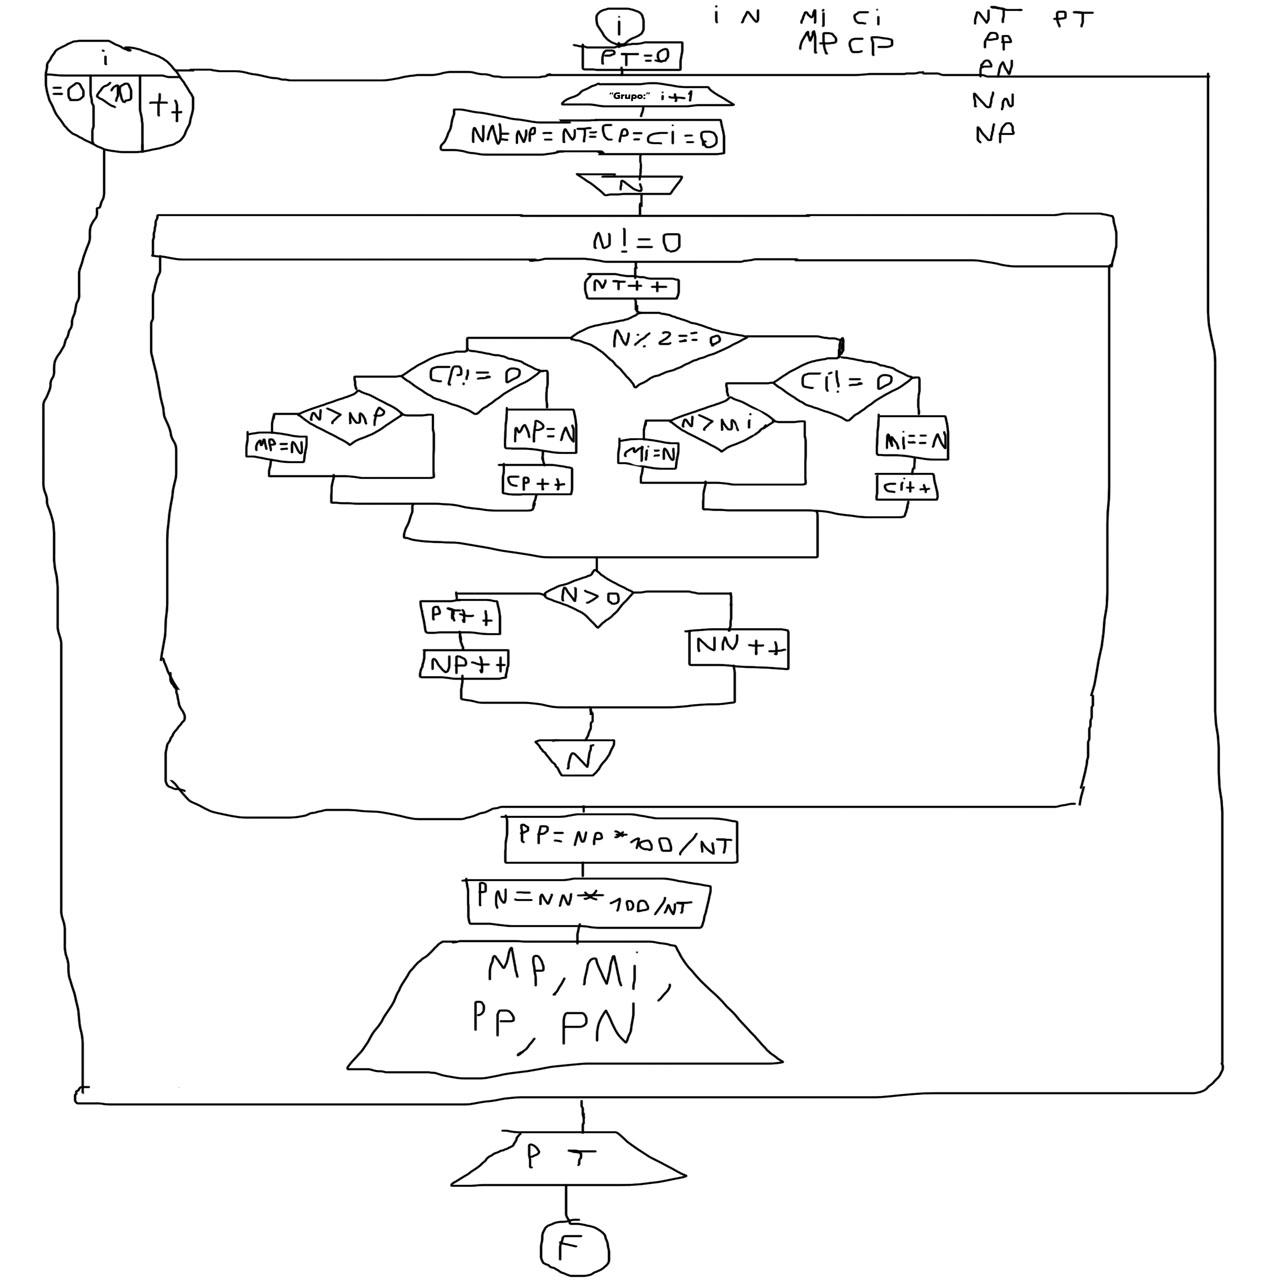 i
i N Mi Ci NT PT
MP CP PP
PT=0
PN
i
=0 <10 ++
"Grupo:" i+1
NN
NN=NP=NT=CP=Ci=0
NP
N
N!=0
NT++
N%2==0
CP!=0 Ci!=0
N>MP MP=N N>Mi Mi==N
MP=N CP++ Mi=N Ci++
N>0
PT++ NN++
NP++
N
PP=NP*100/NT
PN=NN*100/NT
MP, Mi,
PP, PN
PT
F